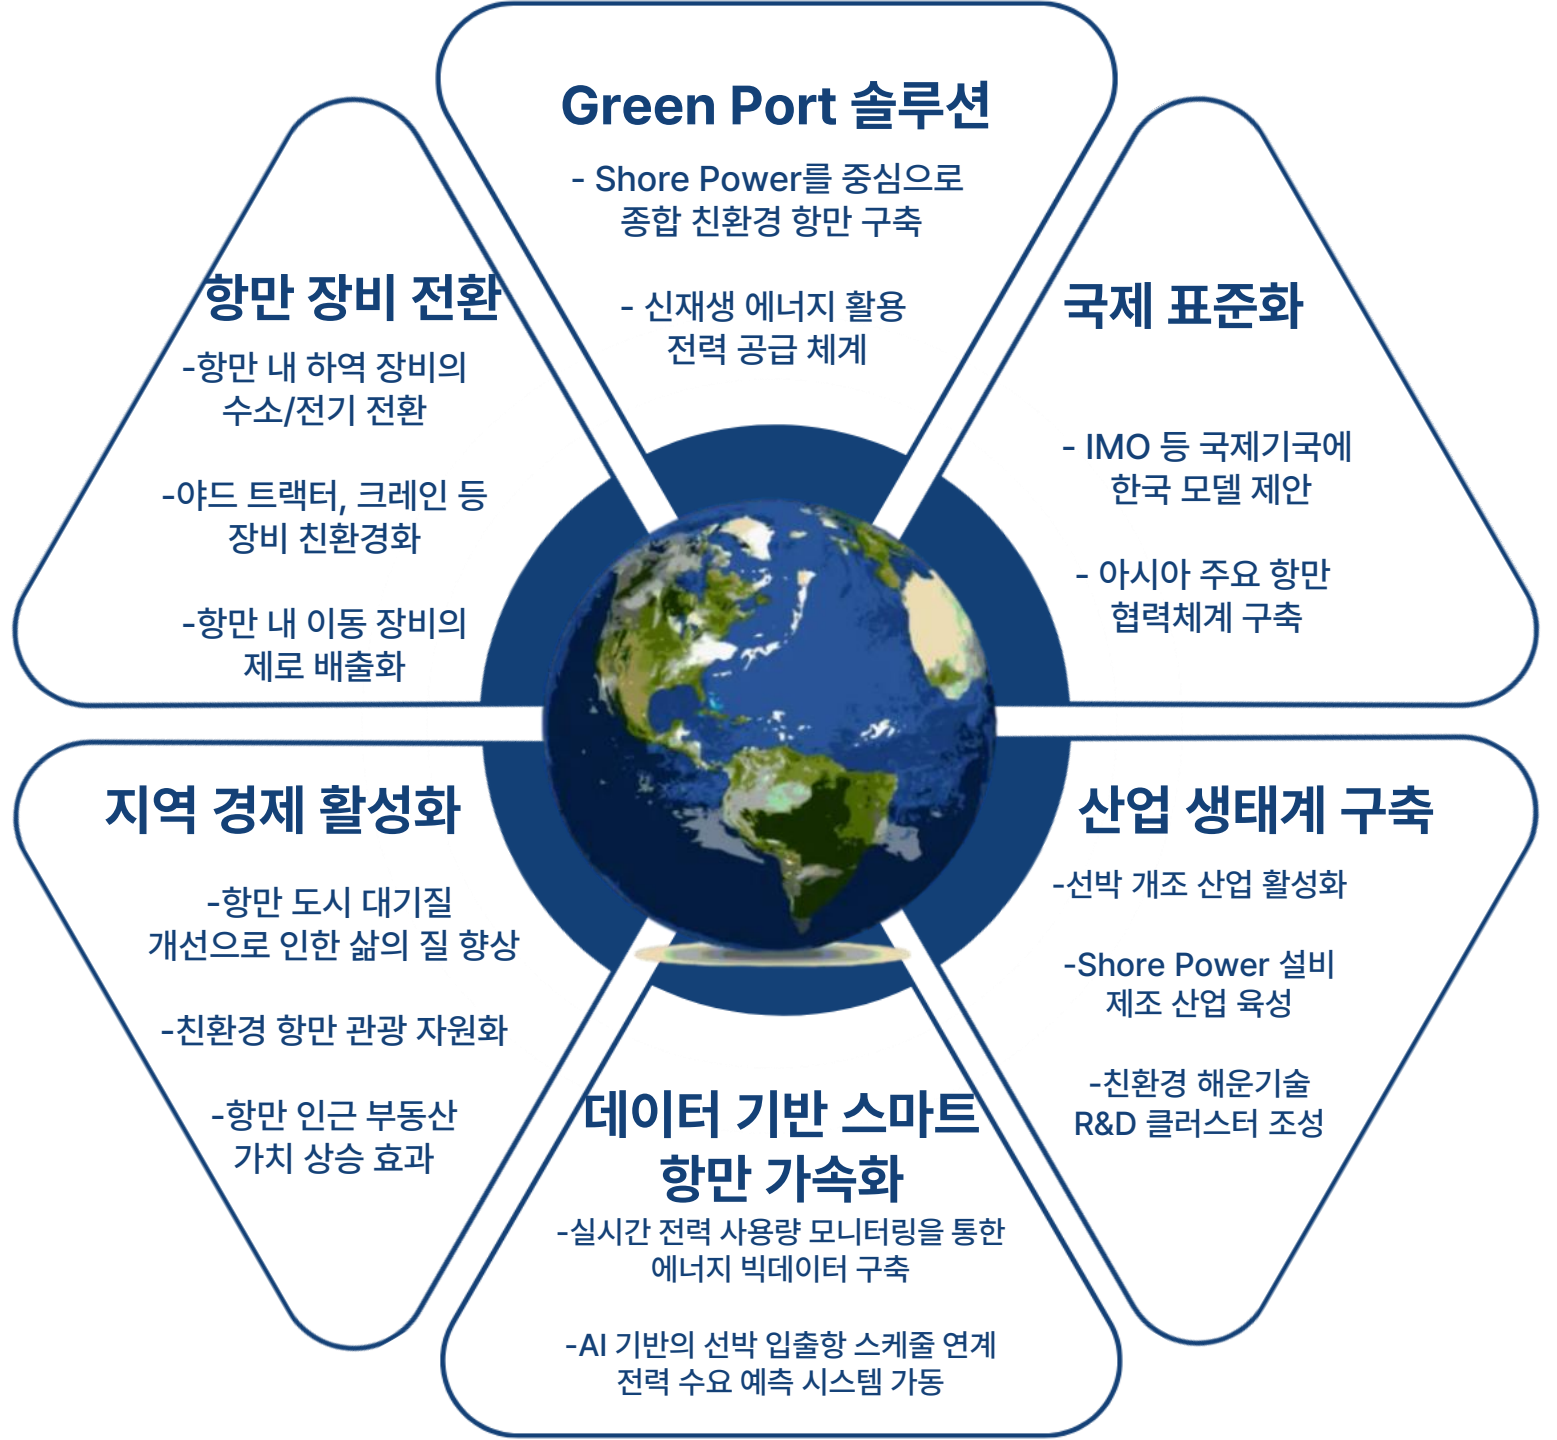 Green Port 솔루션
- Shore Power를 중심으로
종합 친환경 항만 구축
- 신재생 에너지 활용
전력 공급 체계
항만 장비 전환
-항만 내 하역 장비의
수소/전기 전환
-야드 트랙터, 크레인 등
장비 친환경화
-항만 내 이동 장비의
제로 배출화
국제 표준화
- IMO 등 국제기국에
한국 모델 제안
- 아시아 주요 항만
협력체계 구축
지역 경제 활성화
-항만 도시 대기질
개선으로 인한 삶의 질 향상
-친환경 항만 관광 자원화
-항만 인근 부동산
가치 상승 효과
산업 생태계 구축
-선박 개조 산업 활성화
-Shore Power 설비
제조 산업 육성
-친환경 해운기술
R&D 클러스터 조성
데이터 기반 스마트
항만 가속화
-실시간 전력 사용량 모니터링을 통한
에너지 빅데이터 구축
-AI 기반의 선박 입출항 스케줄 연계
전력 수요 예측 시스템 가동